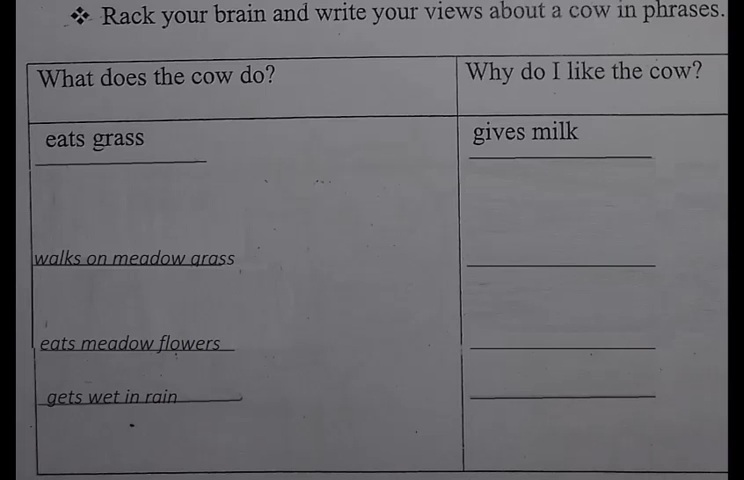 ❖ Rack your brain and write your views about a cow in phrases.
What does the cow do?
Why do I like the cow?
eats grass
gives milk
walks on meadow grass
eats meadow flowers
gets wet in rain